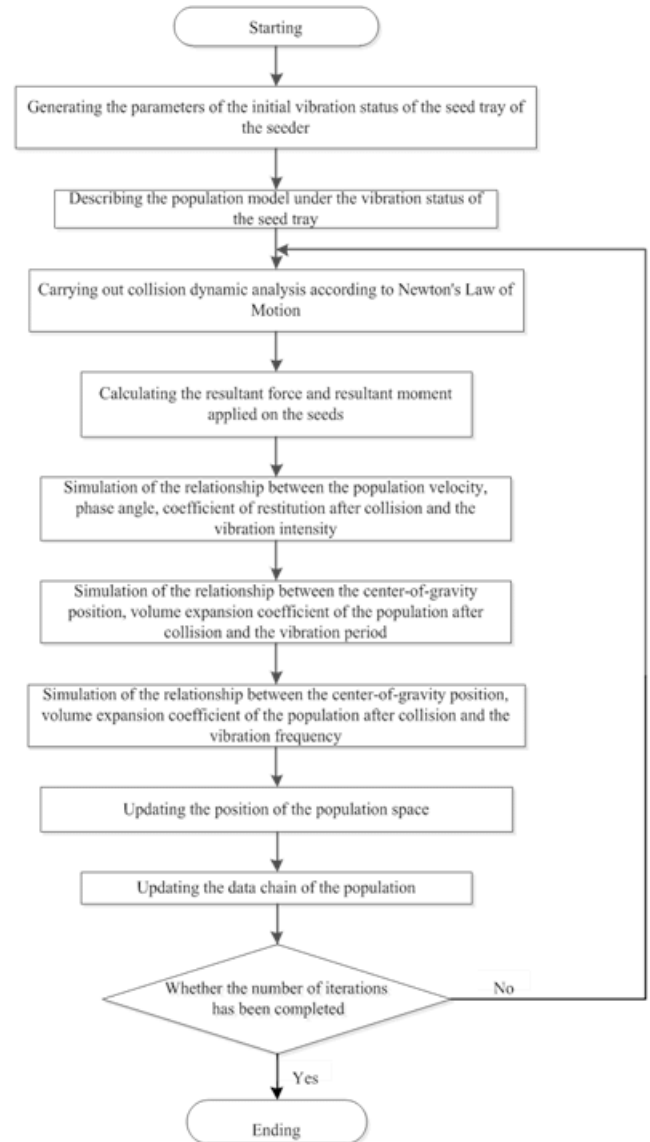 Starting
Generating the parameters of the initial vibration status of the seed tray of
the seeder
Describing the population model under the vibration status of
the seed tray
Carrying out collision dynamic analysis according to Newton's Law of
Motion
Calculating the resultant force and resultant moment
applied on the seeds
Simulation of the relationship between the population velocity,
phase angle, coefficient of restitution after collision and the
vibration intensity
Simulation of the relationship between the center-of-gravity
position, volume expansion coefficient of the population after
collision and the vibration period
Simulation of the relationship between the center-of-gravity position,
volume expansion coefficient of the population after collision and the
vibration frequency
Updating the position of the population space
Updating the data chain of the population
Whether the number of iterations
has been completed
No
Yes
Ending